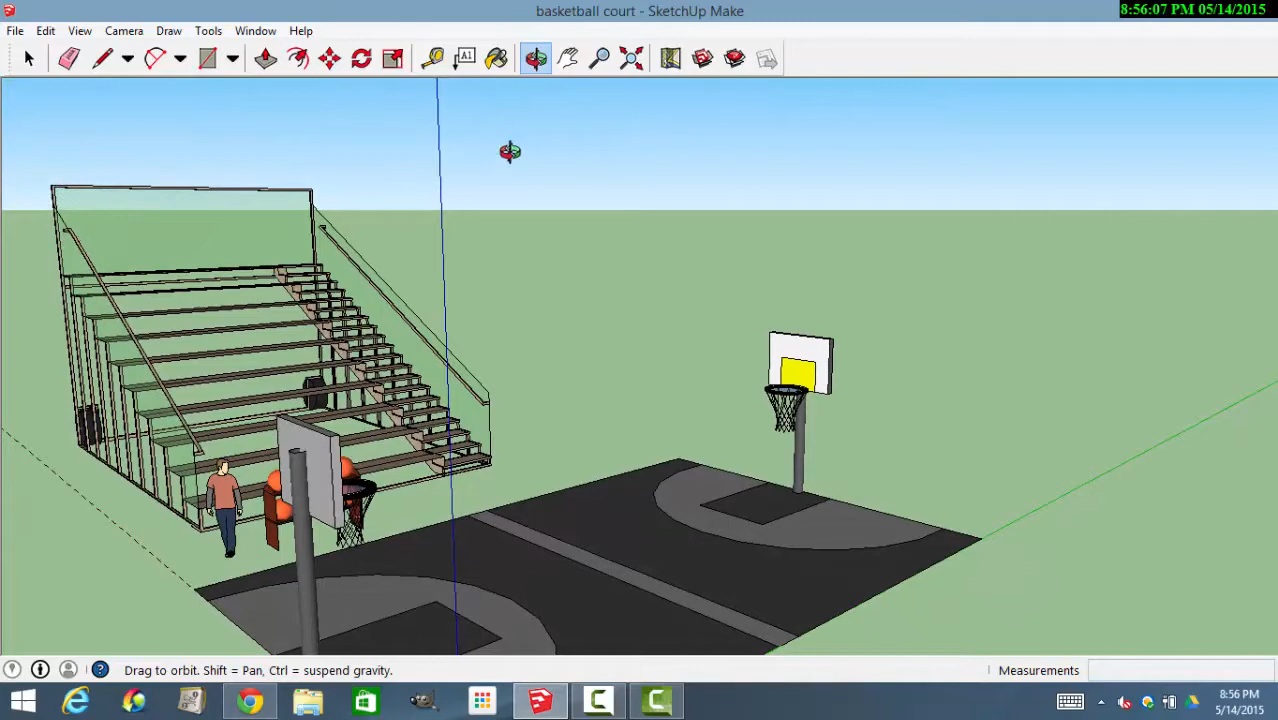 basketball court - SketchUp Make
8:56:07 PM 05/14/2015
File Edit View Camera Draw Tools Window Help
A1
Drag to orbit. Shift = Pan, Ctrl = suspend gravity.
Measurements
8:56 PM
5/14/2015